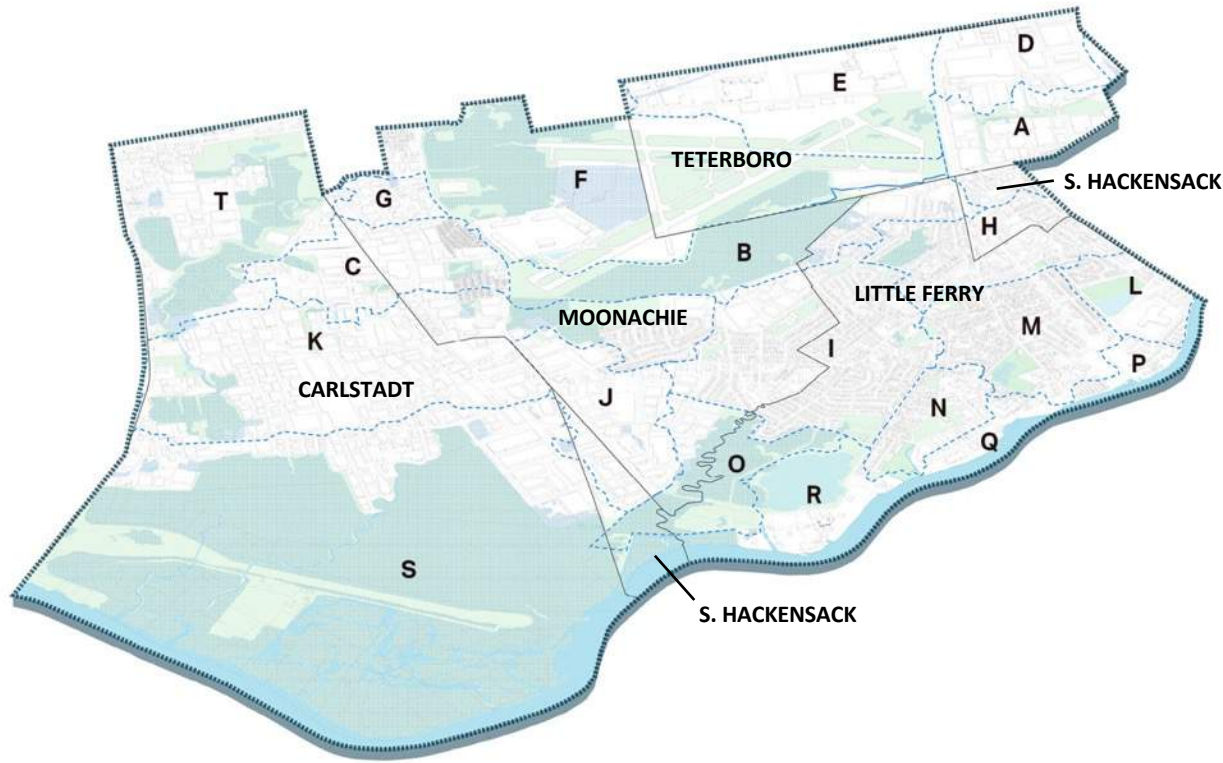 D
E
A
TETERBORO
F
S. HACKENSACK
T
G
H
B
C
LITTLE FERRY
L
MOONACHIE
M
K
I
P
CARLSTADT
J
N
Q
O
R
S
S. HACKENSACK